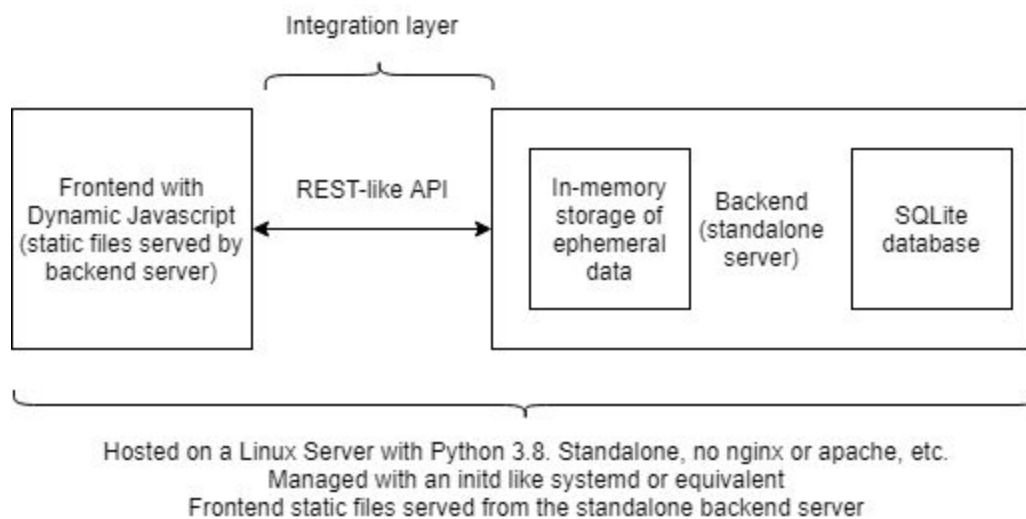 Integration layer
Frontend with
Dynamic Javascript
(static files served by
backend server)
REST-like API
In-memory
storage of
ephemeral
data
Backend
(standalone
server)
SQLite
database
Hosted on a Linux Server with Python 3.8. Standalone, no nginx or apache, etc.
Managed with an initd like systemd or equivalent
Frontend static files served from the standalone backend server